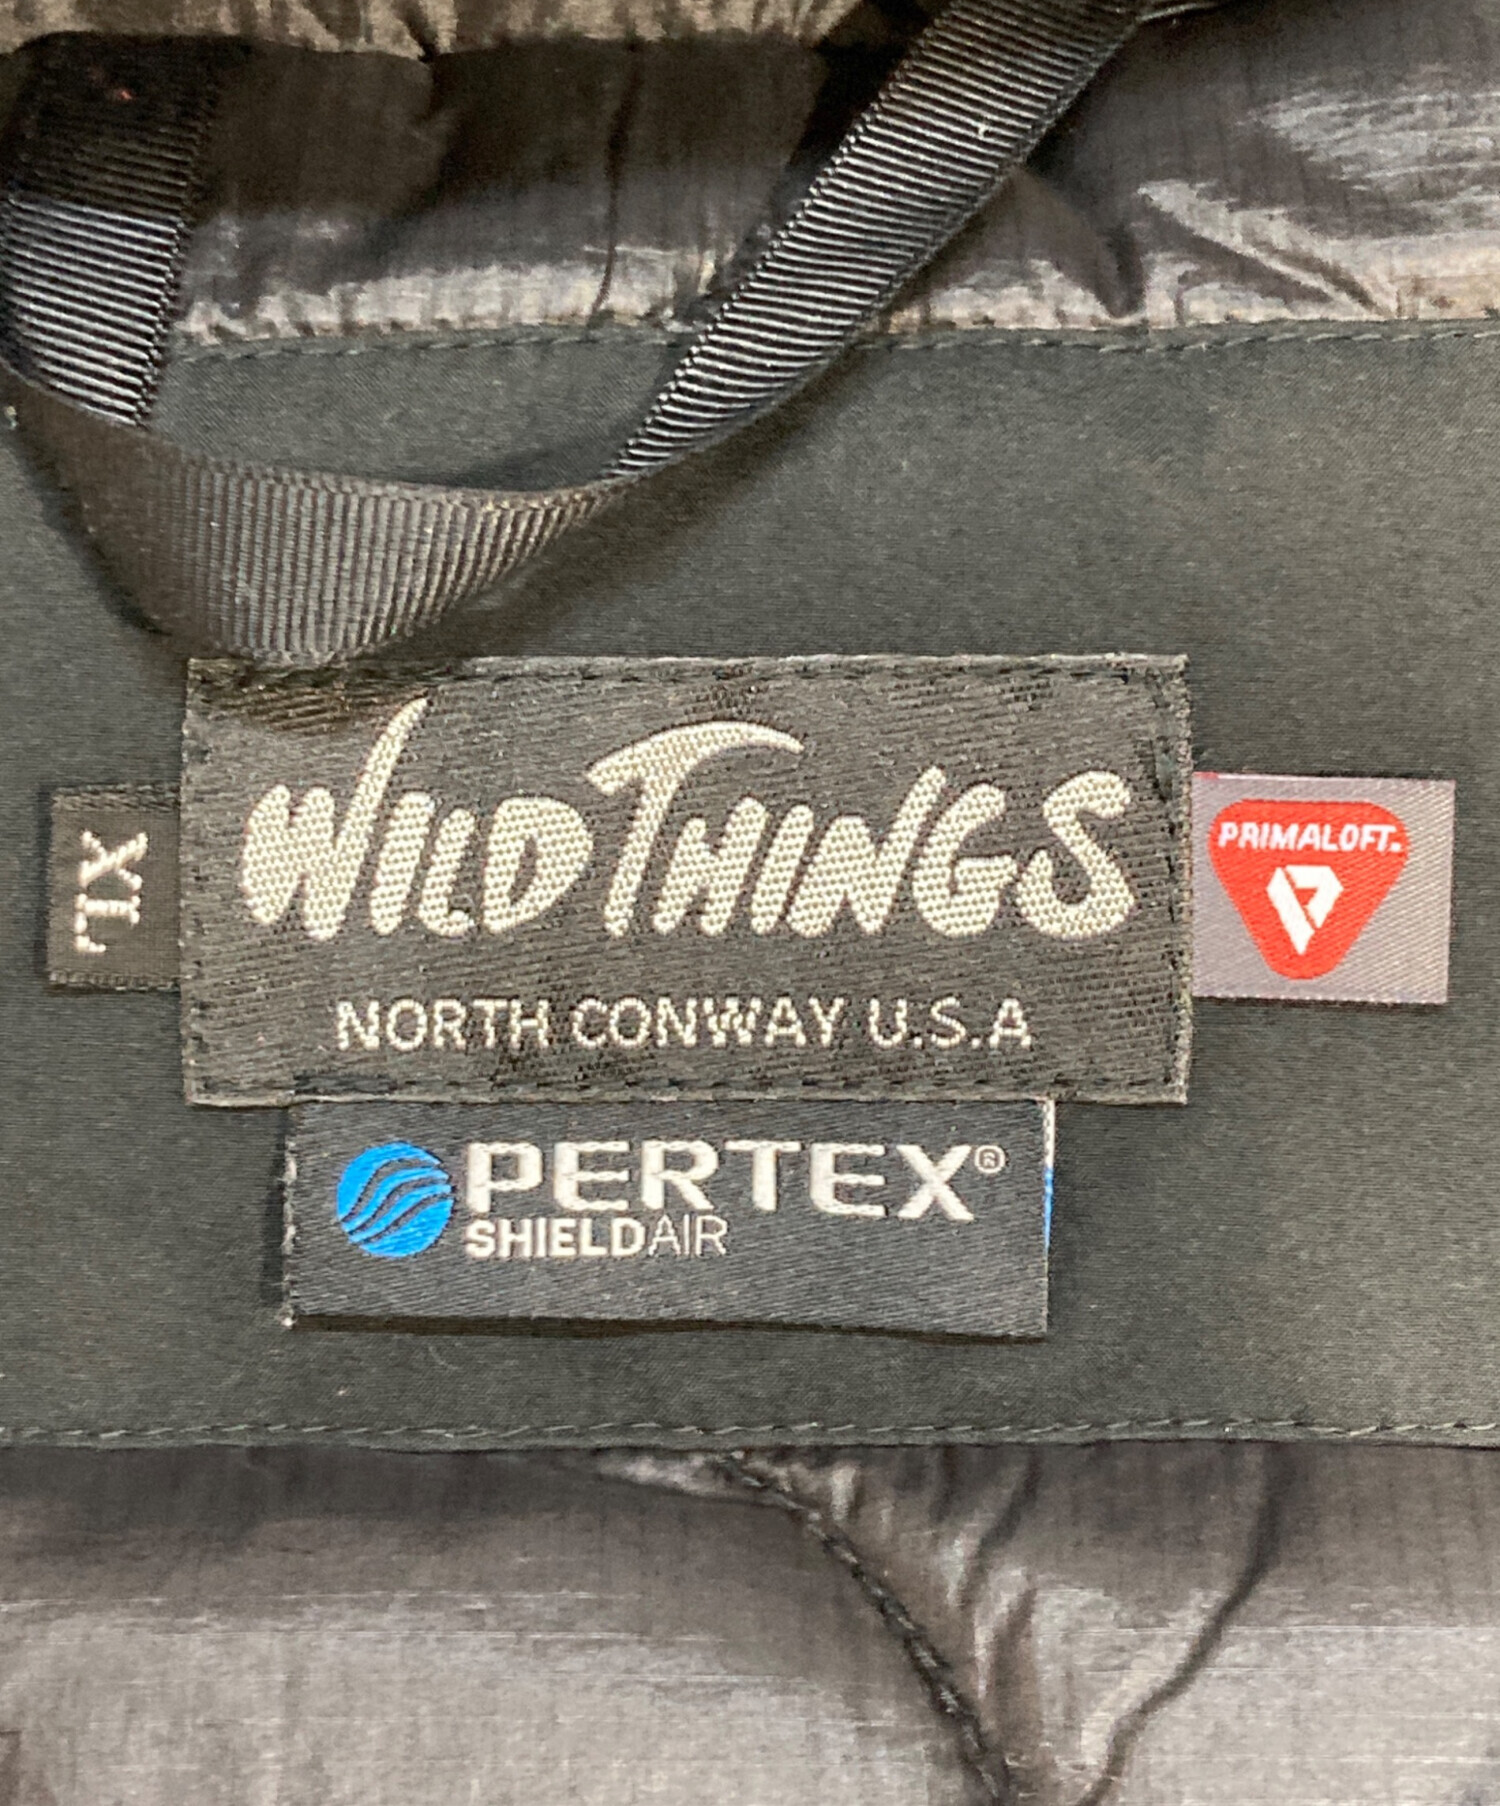 WILD THINGS
NORTH CONWAY U.S.A
XL
PRIMALOFT
PERTEX®
SHIELDAIR